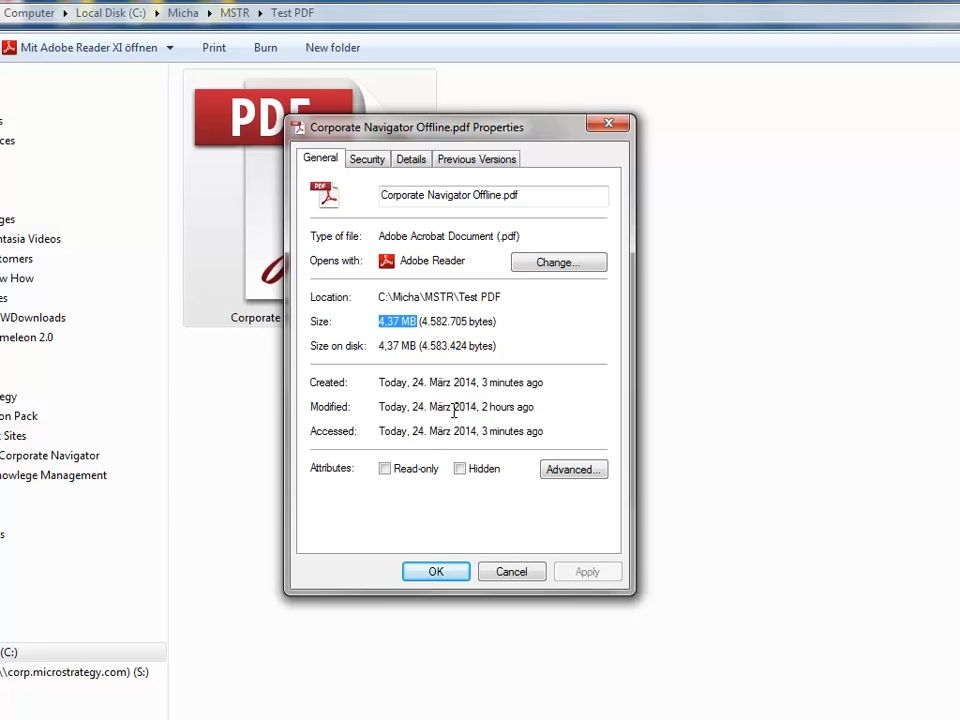 Computer ▸ Local Disk (C:) ▸ Micha ▸ MSTR ▸ Test PDF
Mit Adobe Reader XI öffnen Print Burn New folder
s
ces
ges
ntasia Videos
tomers
w How
es
WDownloads
meleon 2.0
egy
on Pack
t Sites
Corporate Navigator
nowlege Management
s
(C:)
\\corp.microstrategy.com) (S:)
PDF
Corporate
Corporate Navigator Offline.pdf Properties
General Security Details Previous Versions
PDF
Corporate Navigator Offline.pdf
Type of file: Adobe Acrobat Document (.pdf)
Opens with: Adobe Reader Change...
Location: C:\Micha\MSTR\Test PDF
Size: 4,37 MB (4.582.705 bytes)
Size on disk: 4,37 MB (4.583.424 bytes)
Created: Today, 24. März 2014, 3 minutes ago
Modified: Today, 24. März 2014, 2 hours ago
Accessed: Today, 24. März 2014, 3 minutes ago
Attributes: Read-only Hidden Advanced...
OK Cancel Apply